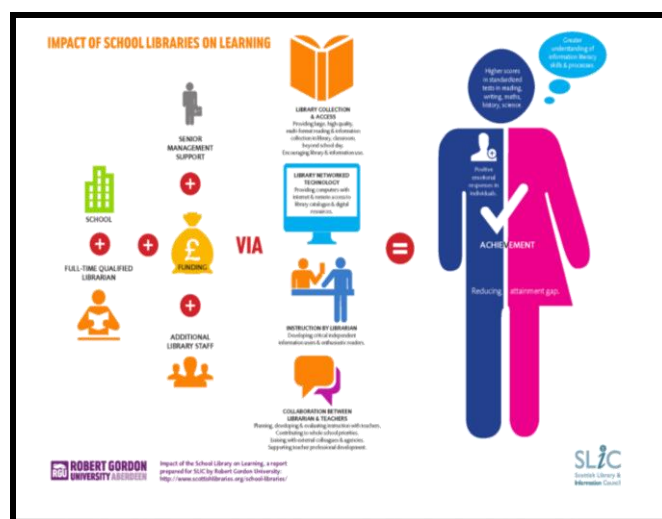 IMPACT OF SCHOOL LIBRARIES ON LEARNING
SENIOR
MANAGEMENT
SUPPORT
SCHOOL
FULL-TIME QUALIFIED
LIBRARIAN
FUNDING
£
ADDITIONAL
LIBRARY STAFF
VIA
LIBRARY COLLECTION
& ACCESS
Providing large, high quality,
multi-format reading & information
collection in library, classroom,
beyond school day.
Encouraging library & information use.
LIBRARY NETWORKED
TECHNOLOGY
Providing computers with
internet & remote access to
library catalogue & digital
resources.
INSTRUCTION BY LIBRARIAN
Developing critical independent
information users & enthusiastic readers.
COLLABORATION BETWEEN
LIBRARIAN & TEACHERS
Planning, developing & evaluating instruction with teachers,
Contributing to whole school priorities.
Liaising with external colleagues & agencies.
Supporting teacher professional development.
Greater
understanding of
information literacy
skills & processes.
Higher scores
in standardized
tests in reading,
writing, maths,
history, science.
Positive
emotional
responses in
individuals.
ACHIEVEMENT
Reducing attainment gap.
RGU
ROBERT GORDON
UNIVERSITY ABERDEEN
Impact of the School Library on Learning, a report
prepared for SLIC by Robert Gordon University:
http://www.scottishlibraries.org/school-libraries/
SLiC
Scottish Library &
Information Council